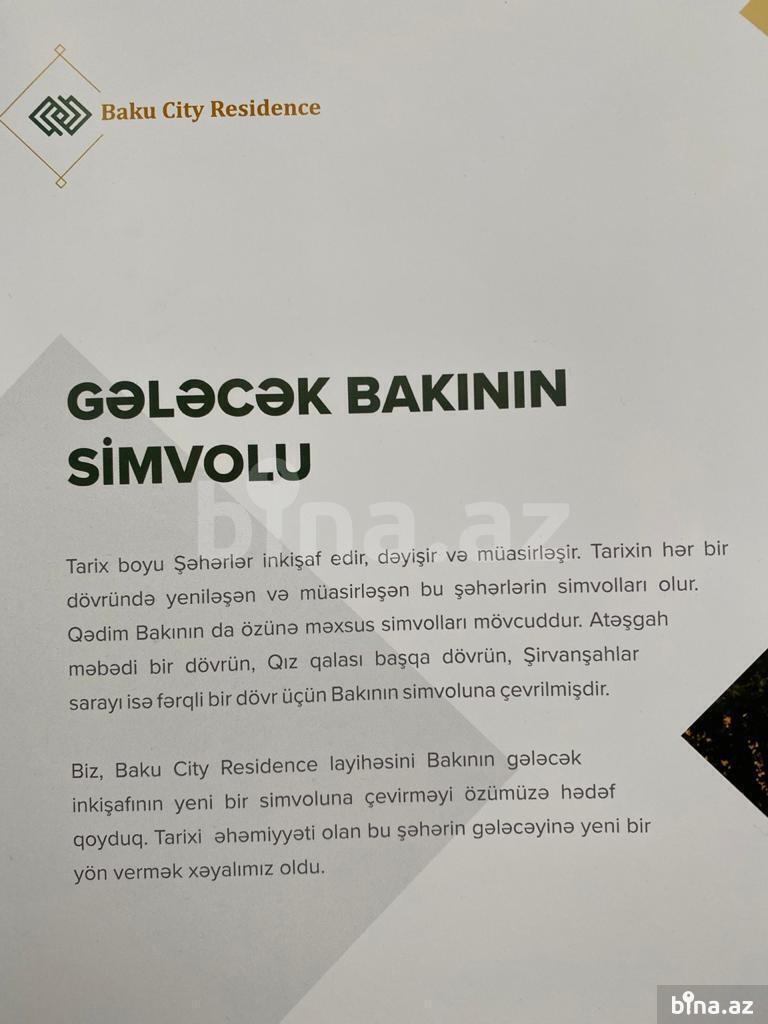 Baku City Residence
GƏLƏCƏK BAKININ
SİMVOLU
bina.az
Tarix boyu Şəhərlər inkişaf edir, dəyişir və müasirləşir. Tarixin hər bir
dövründə yeniləşən və müasirləşən bu şəhərlərin simvolları olur.
Qədim Bakının da özünə məxsus simvolları mövcuddur. Atəşgah
məbədi bir dövrün, Qız qalası başqa dövrün, Şirvanşahlar
sarayı isə fərqli bir dövr üçün Bakının simvoluna çevrilmişdir.
Biz, Baku City Residence layihəsini Bakının gələcək
inkişafının yeni bir simvoluna çevirməyi özümüzə hədəf
qoyduq. Tarixi əhəmiyyəti olan bu şəhərin gələcəyinə yeni bir
yön vermək xəyalımız oldu.
bina.az